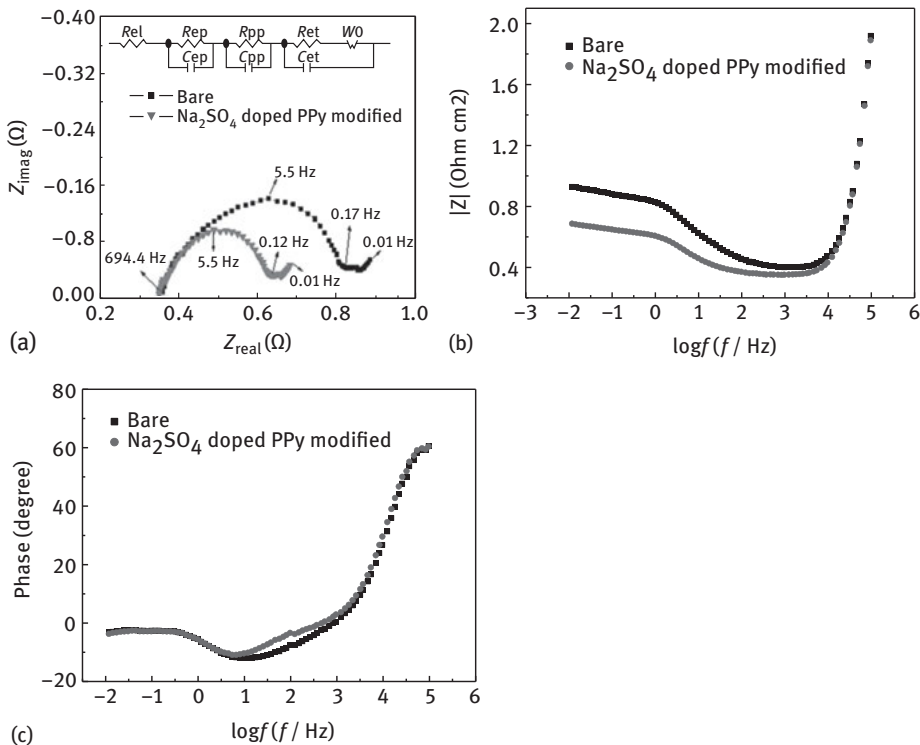 −0.40
−0.32
−0.24
−0.16
−0.8
0.00
Zimag (Ω)
Rel Rep Rpp Ret W0
Cep Cpp Cet
Bare
Na₂SO₄ doped PPy modified
5.5 Hz
0.17 Hz
0.12 Hz
0.01 Hz
694.4 Hz
5.5 Hz
0.01 Hz
0.2 0.4 0.6 0.8 1.0
(a)
Zreal (Ω)
2.0
1.6
1.2
0.8
0.4
|Z| (Ohm cm2)
Bare
Na₂SO₄ doped PPy modified
−3 −2 −1 0 1 2 3 4 5 6
(b)
logf (f / Hz)
80
60
40
20
0
−20
Phase (degree)
Bare
Na₂SO₄ doped PPy modified
−2 −1 0 1 2 3 4 5 6
(c)
logf (f / Hz)